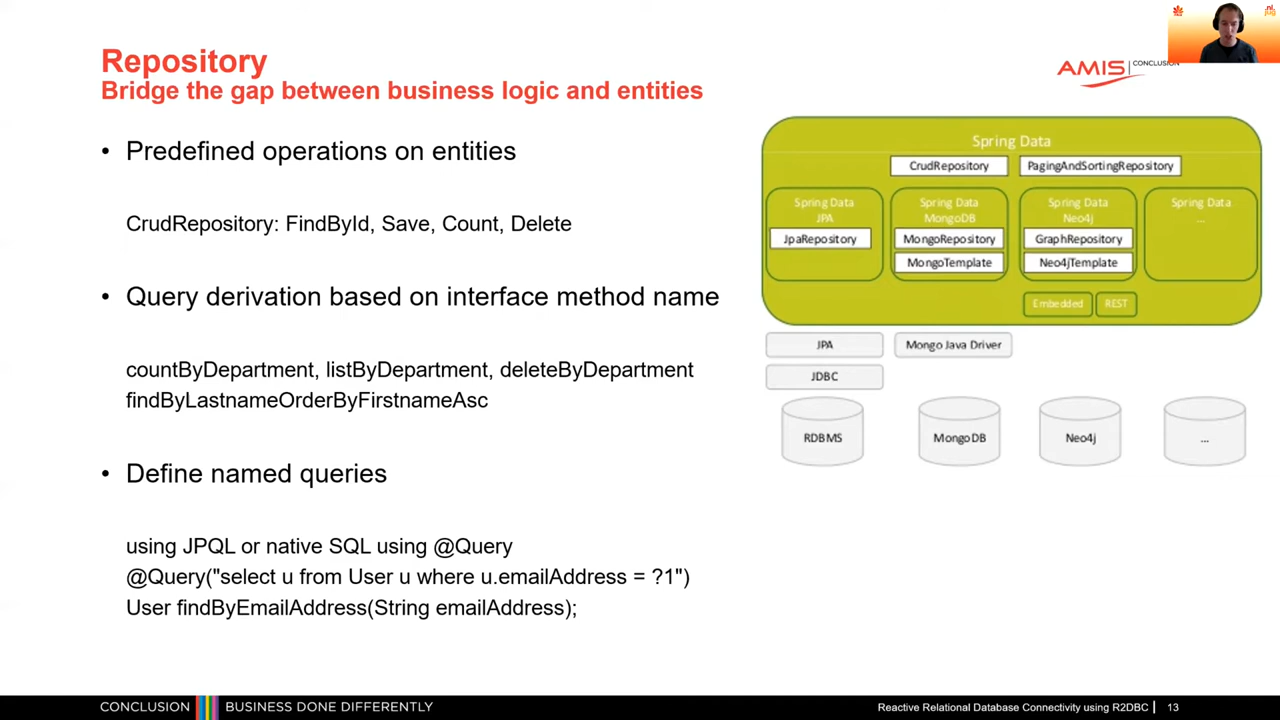 Repository
Bridge the gap between business logic and entities
AMIS | CONCLUSION
nl
jug
• Predefined operations on entities
CrudRepository: FindById, Save, Count, Delete
• Query derivation based on interface method name
countByDepartment, listByDepartment, deleteByDepartment
findByLastnameOrderByFirstnameAsc
• Define named queries
using JPQL or native SQL using @Query
@Query("select u from User u where u.emailAddress = ?1")
User findByEmailAddress(String emailAddress);
Spring Data
CrudRepository
PagingAndSortingRepository
Spring Data
JPA
JpaRepository
Spring Data
MongoDB
MongoRepository
MongoTemplate
Spring Data
Neo4j
GraphRepository
Neo4jTemplate
Spring Data
...
Embedded
REST
JPA
Mongo Java Driver
JDBC
RDBMS
MongoDB
Neo4j
...
CONCLUSION BUSINESS DONE DIFFERENTLY
Reactive Relational Database Connectivity using R2DBC | 13